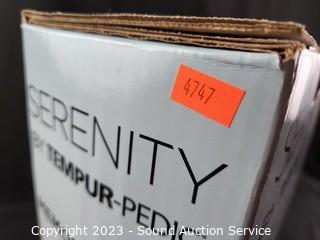 4747
SERENITY
BY TEMPUR-PEDIC
Copyright © 2023 - Sound Auction Service